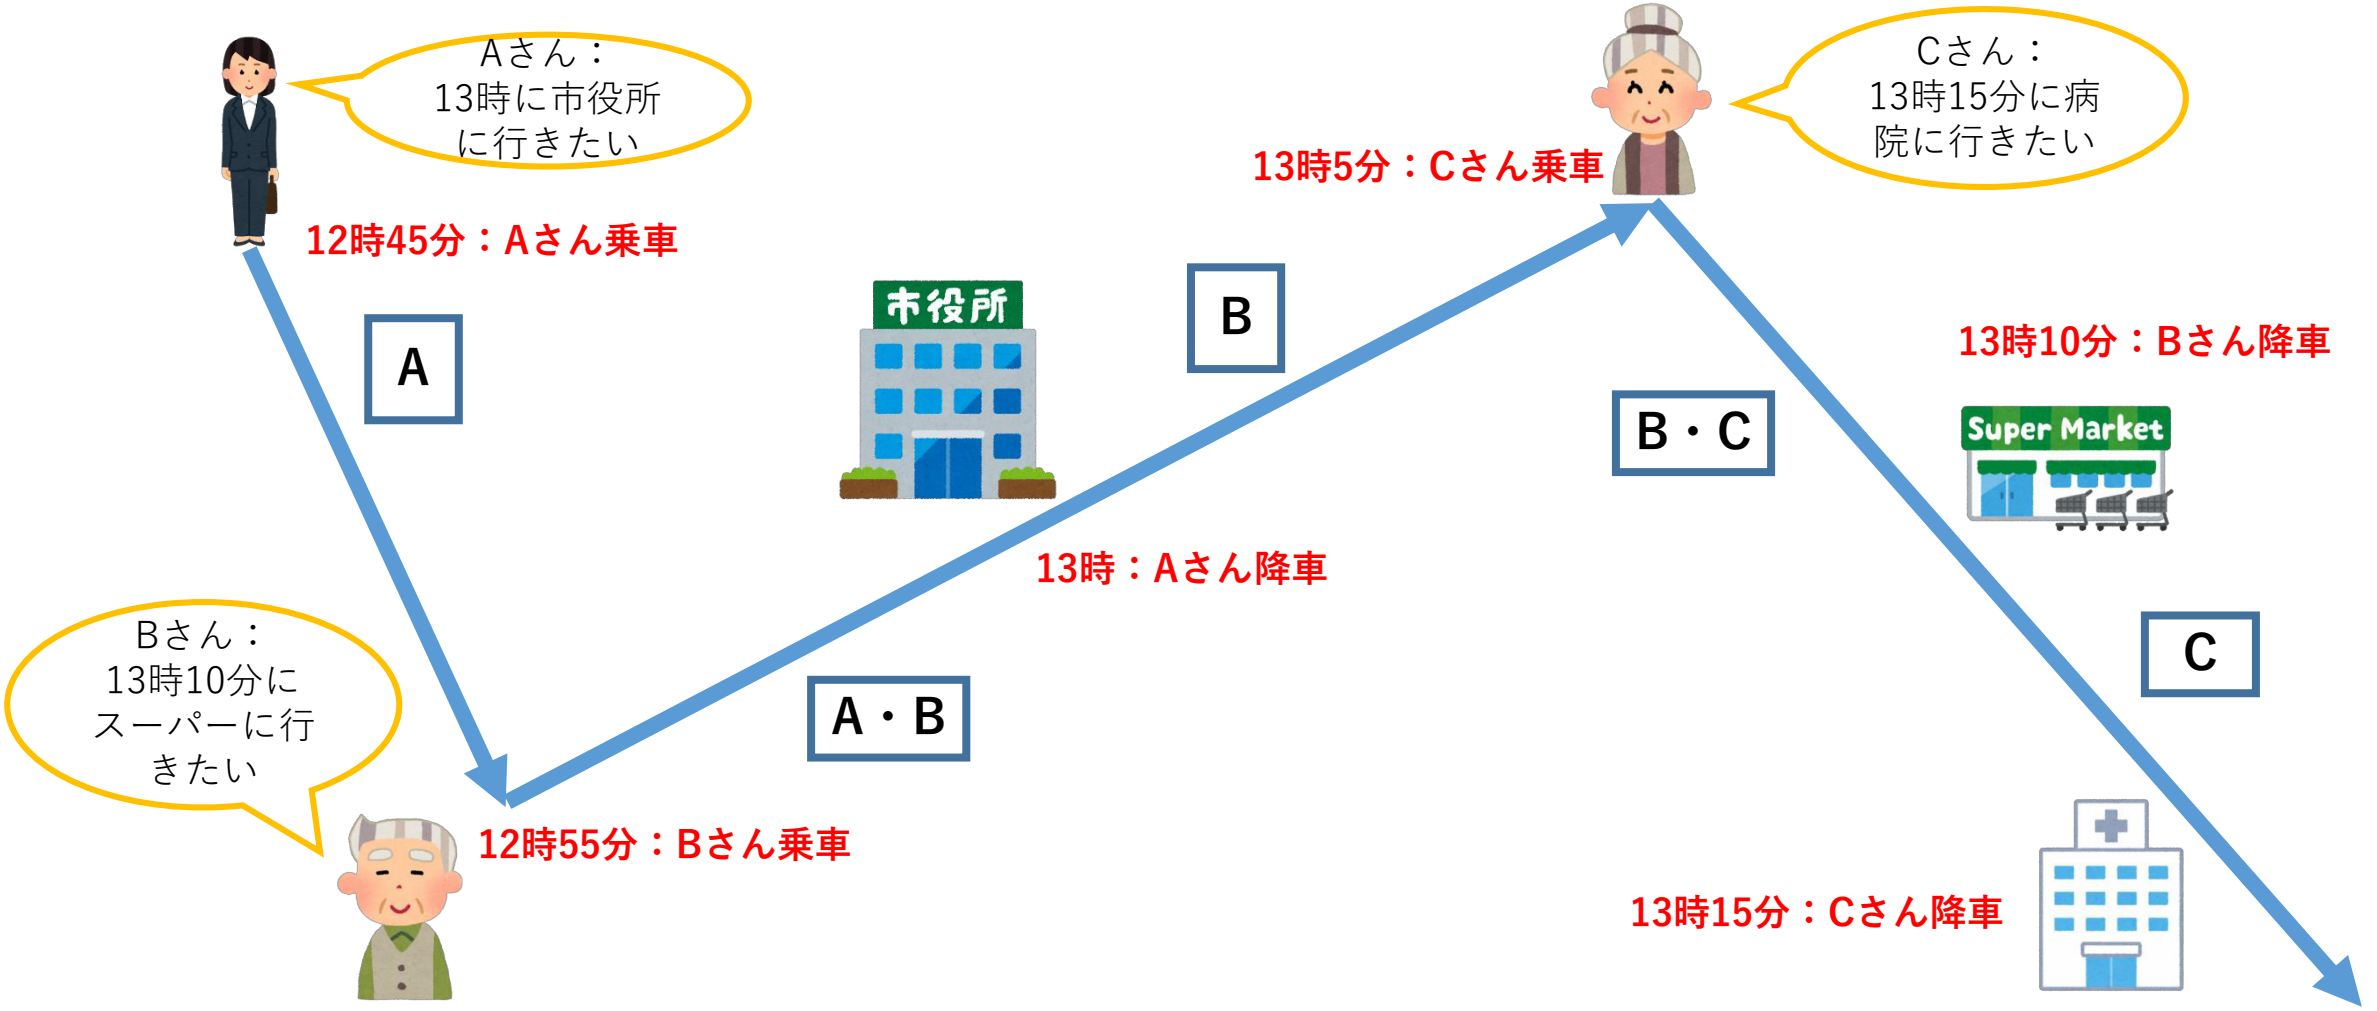 Aさん：
13時に市役所
に行きたい
12時45分：Aさん乗車
A
Bさん：
13時10分に
スーパーに行
きたい
12時55分：Bさん乗車
A・B
市役所
13時：Aさん降車
B
13時5分：Cさん乗車
Cさん：
13時15分に病
院に行きたい
B・C
13時10分：Bさん降車
Super Market
C
13時15分：Cさん降車